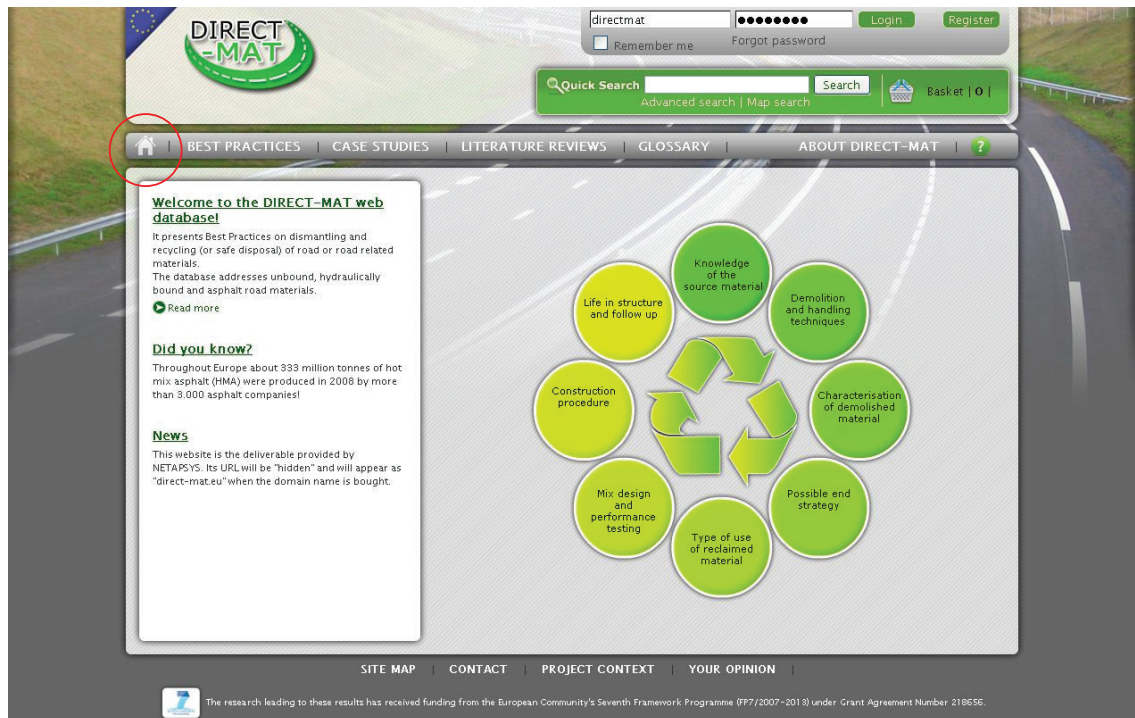 DIRECT
-MAT
directmat
●●●●●●●●
Login
Register
Remember me
Forgot password
Quick Search
Search
Basket | 0 |
Advanced search | Map search
| BEST PRACTICES | CASE STUDIES | LITERATURE REVIEWS | GLOSSARY | ABOUT DIRECT-MAT | ?
Welcome to the DIRECT-MAT web
database!
It presents Best Practices on dismantling and
recycling (or safe disposal) of road or road related
materials.
The database addresses unbound, hydraulically
bound and asphalt road materials.
Read more
Did you know?
Throughout Europe about 333 million tonnes of hot
mix asphalt (HMA) were produced in 2008 by more
than 3.000 asphalt companies!
News
This website is the deliverable provided by
NETAPSYS. Its URL will be "hidden" and will appear as
"direct-mat.eu" when the domain name is bought.
Knowledge
of the
source material
Demolition
and handling
techniques
Characterisation
of demolished
material
Possible end
strategy
Type of use
of reclaimed
material
Mix design
and
performance
testing
Construction
procedure
Life in structure
and follow up
SITE MAP | CONTACT | PROJECT CONTEXT | YOUR OPINION |
The research leading to these results has received funding from the European Community's Seventh Framework Programme (FP7/2007-2013) under Grant Agreement Number 218656.